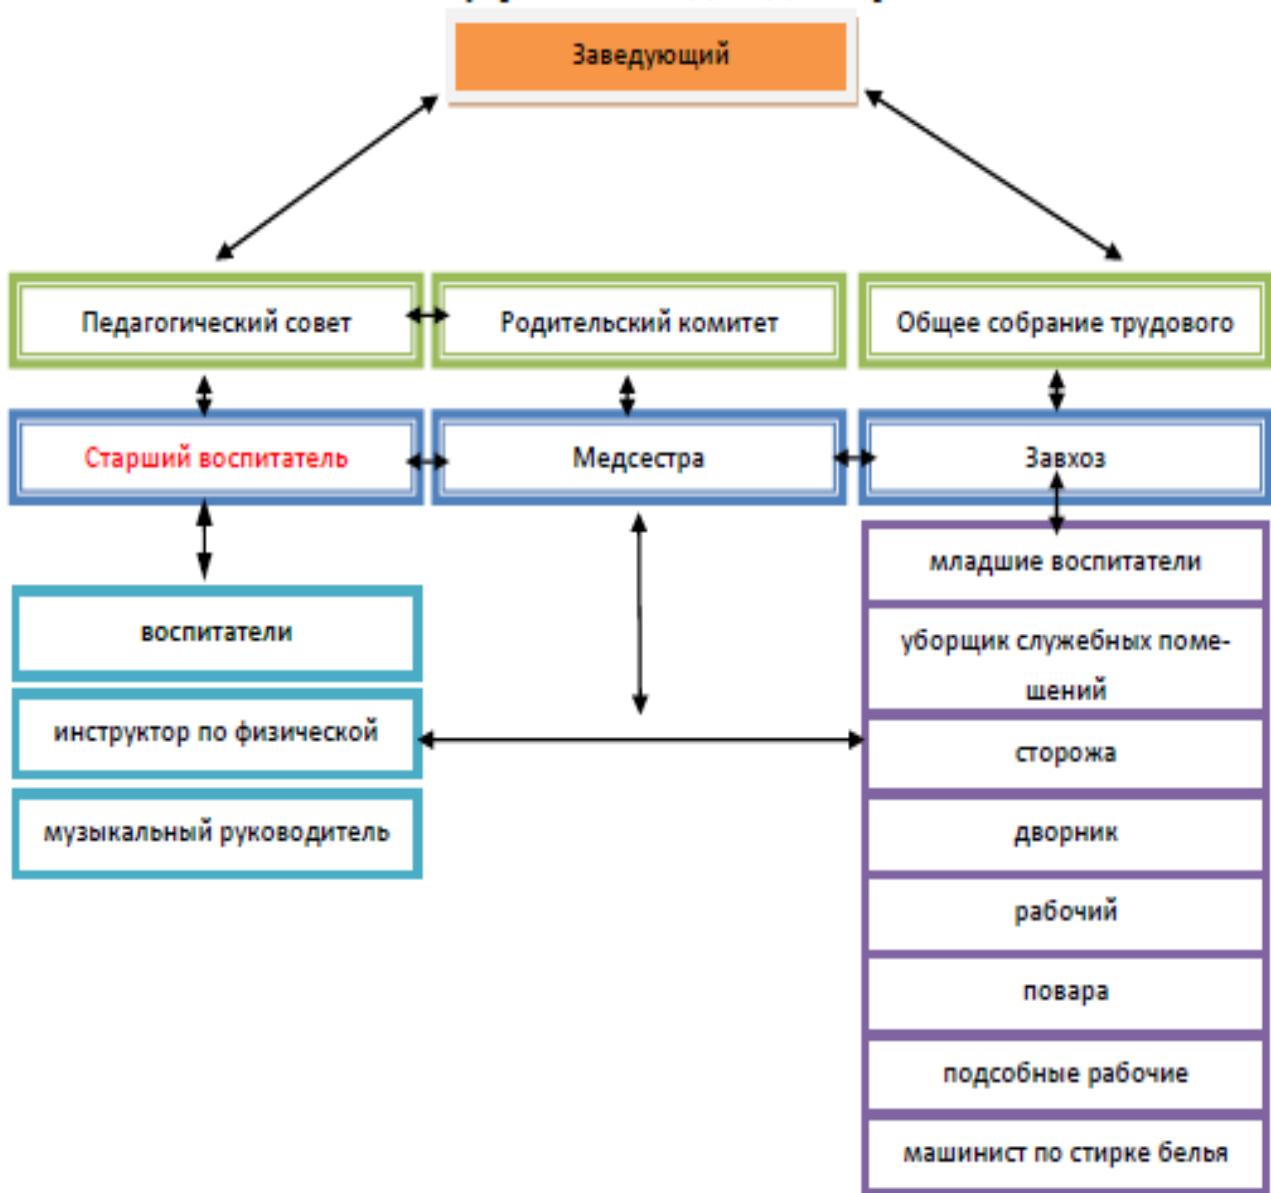 Заведующий
Педагогический совет
Родительский комитет
Общее собрание трудового
Старший воспитатель
Медсестра
Завхоз
воспитатели
инструктор по физической
музыкальный руководитель
младшие воспитатели
уборщик служебных поме-
щений
сторожа
дворник
рабочий
повара
подсобные рабочие
машинист по стирке белья